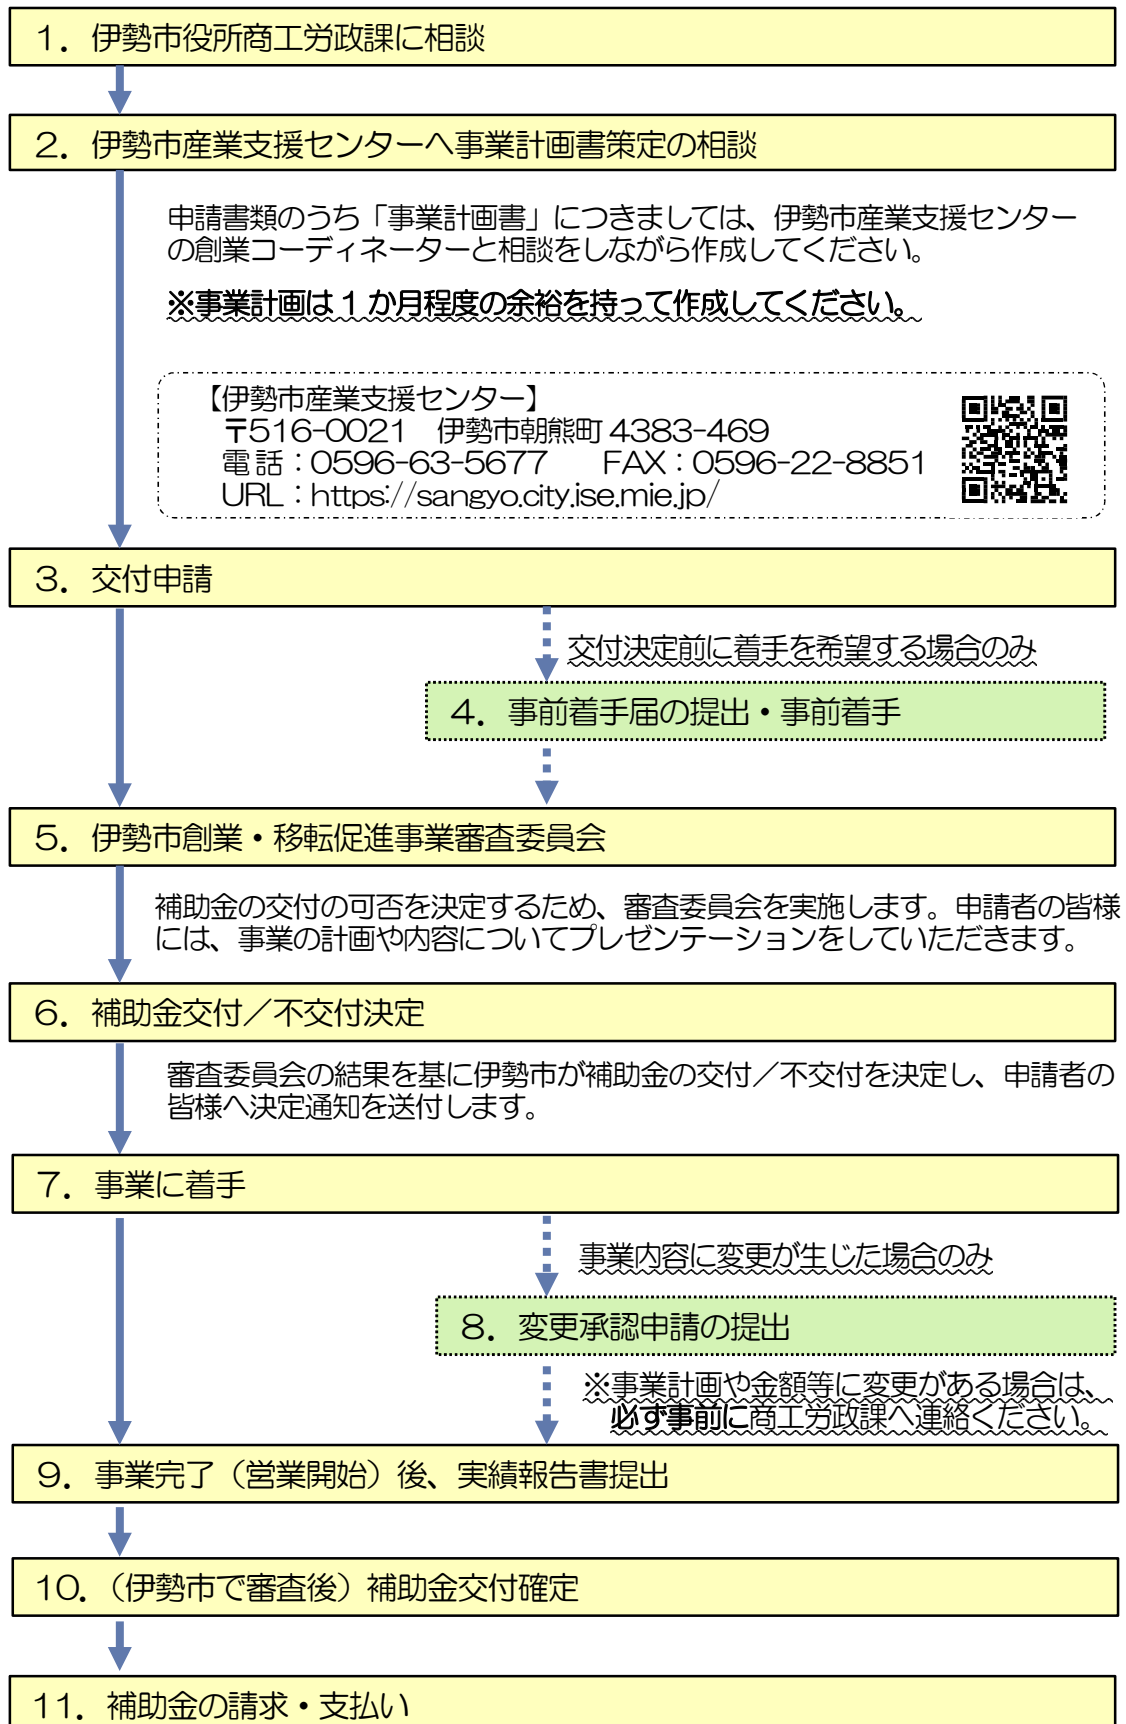 1．伊勢市役所商工労政課に相談
2．伊勢市産業支援センターへ事業計画書策定の相談
申請書類のうち「事業計画書」につきましては、伊勢市産業支援センター
の創業コーディネーターと相談をしながら作成してください。
※事業計画は1か月程度の余裕を持って作成してください。
【伊勢市産業支援センター】
〒516-0021　伊勢市朝熊町4383-469
電話：0596-63-5677　FAX：0596-22-8851
URL：https://sangyo.city.ise.mie.jp/
3．交付申請
交付決定前に着手を希望する場合のみ
4．事前着手届の提出・事前着手
5．伊勢市創業・移転促進事業審査委員会
補助金の交付の可否を決定するため、審査委員会を実施します。申請者の皆様
には、事業の計画や内容についてプレゼンテーションをしていただきます。
6．補助金交付／不交付決定
審査委員会の結果を基に伊勢市が補助金の交付／不交付を決定し、申請者の
皆様へ決定通知を送付します。
7．事業に着手
事業内容に変更が生じた場合のみ
8．変更承認申請の提出
※事業計画や金額等に変更がある場合は、
必ず事前に商工労政課へ連絡ください。
9．事業完了（営業開始）後、実績報告書提出
10．（伊勢市で審査後）補助金交付確定
11．補助金の請求・支払い